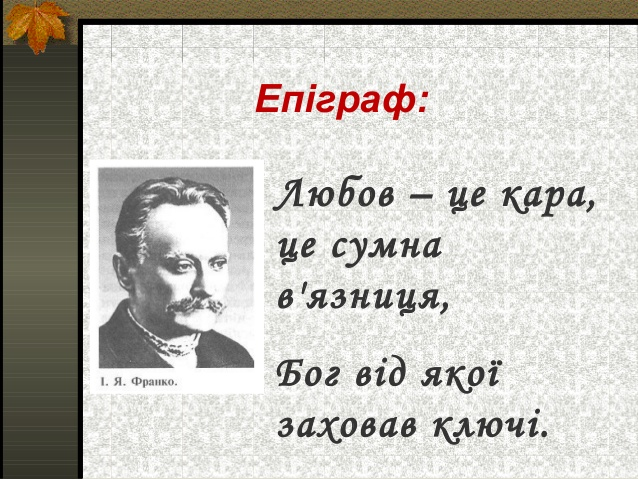 Епіграф:
Любов – це кара,
це сумна
в'язниця,
Бог від якої
заховав ключі.
І. Я. Франко.